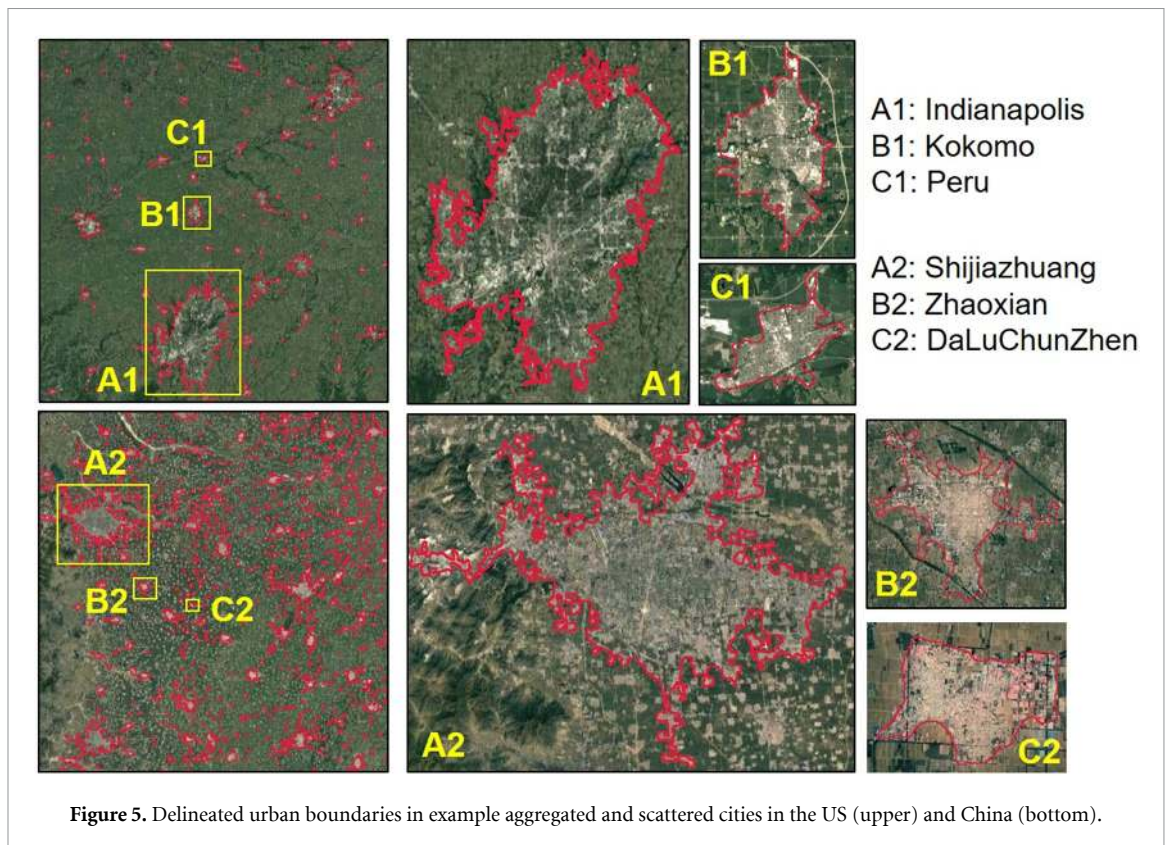 C1
B1
A1
A1
B1
C1
A1: Indianapolis
B1: Kokomo
C1: Peru
A2: Shijiazhuang
B2: Zhaoxian
C2: DaLuChunZhen
A2
B2
C2
A2
B2
C2
Figure 5. Delineated urban boundaries in example aggregated and scattered cities in the US (upper) and China (bottom).